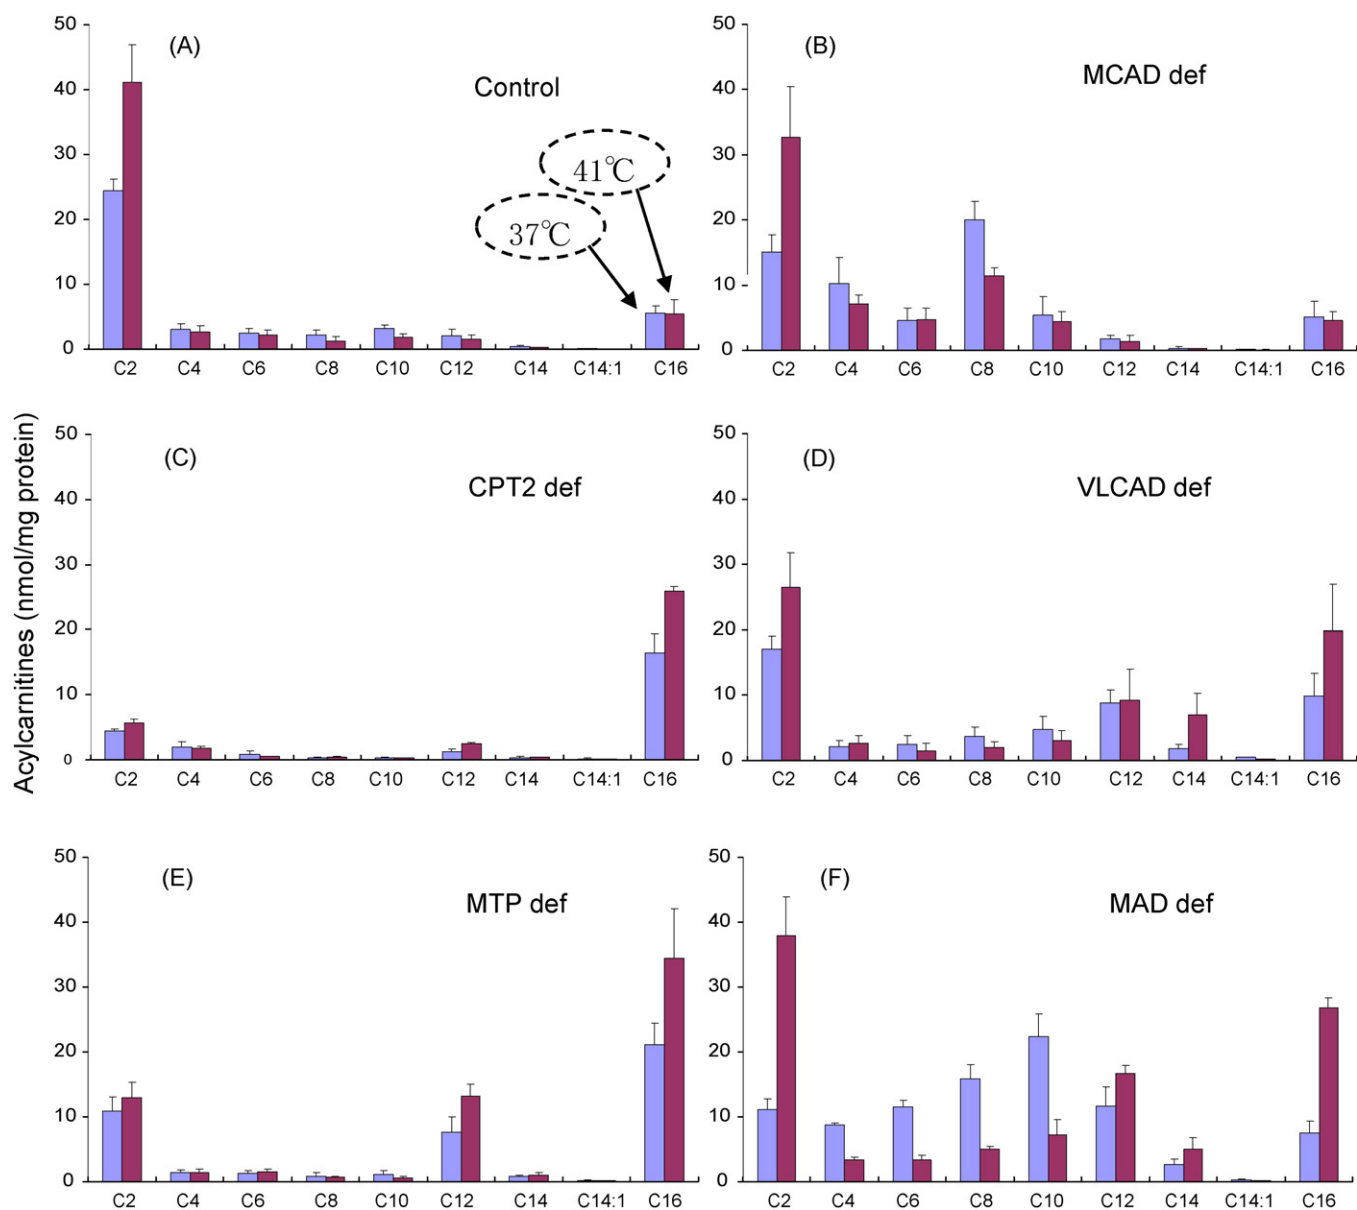 Acylcarnitines (nmol/mg protein)
(A)
Control
50
40
30
20
10
0
41℃
37℃
C2 C4 C6 C8 C10 C12 C14 C14:1 C16
(B)
MCAD def
50
40
30
20
10
0
C2 C4 C6 C8 C10 C12 C14 C14:1 C16
(C)
CPT2 def
50
40
30
20
10
0
C2 C4 C6 C8 C10 C12 C14 C14:1 C16
(D)
VLCAD def
50
40
30
20
10
0
C2 C4 C6 C8 C10 C12 C14 C14:1 C16
(E)
MTP def
50
40
30
20
10
0
C2 C4 C6 C8 C10 C12 C14 C14:1 C16
(F)
MAD def
50
40
30
20
10
0
C2 C4 C6 C8 C10 C12 C14 C14:1 C16